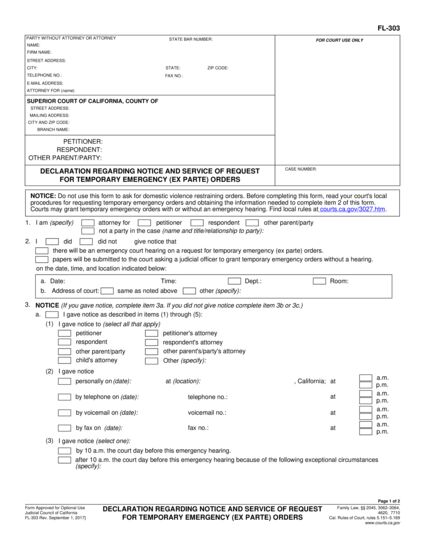 FL-303
PARTY WITHOUT ATTORNEY OR ATTORNEY
STATE BAR NUMBER:
FOR COURT USE ONLY
NAME:
FIRM NAME:
STREET ADDRESS:
CITY:
STATE:
ZIP CODE:
TELEPHONE NO.:
FAX NO.:
E-MAIL ADDRESS:
ATTORNEY FOR (name):
SUPERIOR COURT OF CALIFORNIA, COUNTY OF
STREET ADDRESS:
MAILING ADDRESS:
CITY AND ZIP CODE:
BRANCH NAME:
PETITIONER:
RESPONDENT:
OTHER PARENT/PARTY:
DECLARATION REGARDING NOTICE AND SERVICE OF REQUEST
FOR TEMPORARY EMERGENCY (EX PARTE) ORDERS
CASE NUMBER:
NOTICE: Do not use this form to ask for domestic violence restraining orders. Before completing this form, read your court's local
procedures for requesting temporary emergency orders and obtaining the information needed to complete item 2 of this form.
Courts may grant temporary emergency orders with or without an emergency hearing. Find local rules at courts.ca.gov/3027.htm.
1. I am (specify) attorney for petitioner respondent other parent/party
not a party in the case (name and title/relationship to party):
2. I did did not give notice that
there will be an emergency court hearing on a request for temporary emergency (ex parte) orders.
papers will be submitted to the court asking a judicial officer to grant temporary emergency orders without a hearing.
on the date, time, and location indicated below:
a. Date: Time: Dept.: Room:
b. Address of court: same as noted above other (specify):
3. NOTICE (If you gave notice, complete item 3a. If you did not give notice complete item 3b or 3c.)
a. I gave notice as described in items (1) through (5):
(1) I gave notice to (select all that apply)
petitioner petitioner's attorney
respondent respondent's attorney
other parent/party other parent's/party's attorney
child's attorney Other (specify):
(2) I gave notice
personally on (date): at (location): , California; at a.m.
p.m.
by telephone on (date): telephone no.: at a.m.
p.m.
by voicemail on (date): voicemail no.: at a.m.
p.m.
by fax on (date): fax no.: at a.m.
p.m.
(3) I gave notice (select one):
by 10 a.m. the court day before this emergency hearing.
after 10 a.m. the court day before this emergency hearing because of the following exceptional circumstances
(specify):
Page 1 of 2
Form Approved for Optional Use
Judicial Council of California
FL-303 Rev. September 1, 2017]
DECLARATION REGARDING NOTICE AND SERVICE OF REQUEST
FOR TEMPORARY EMERGENCY (EX PARTE) ORDERS
Family Law, §§ 2045, 3062–3064,
4620, 7710
Cal. Rules of Court, rules 5.151–5.169
www.courts.ca.gov